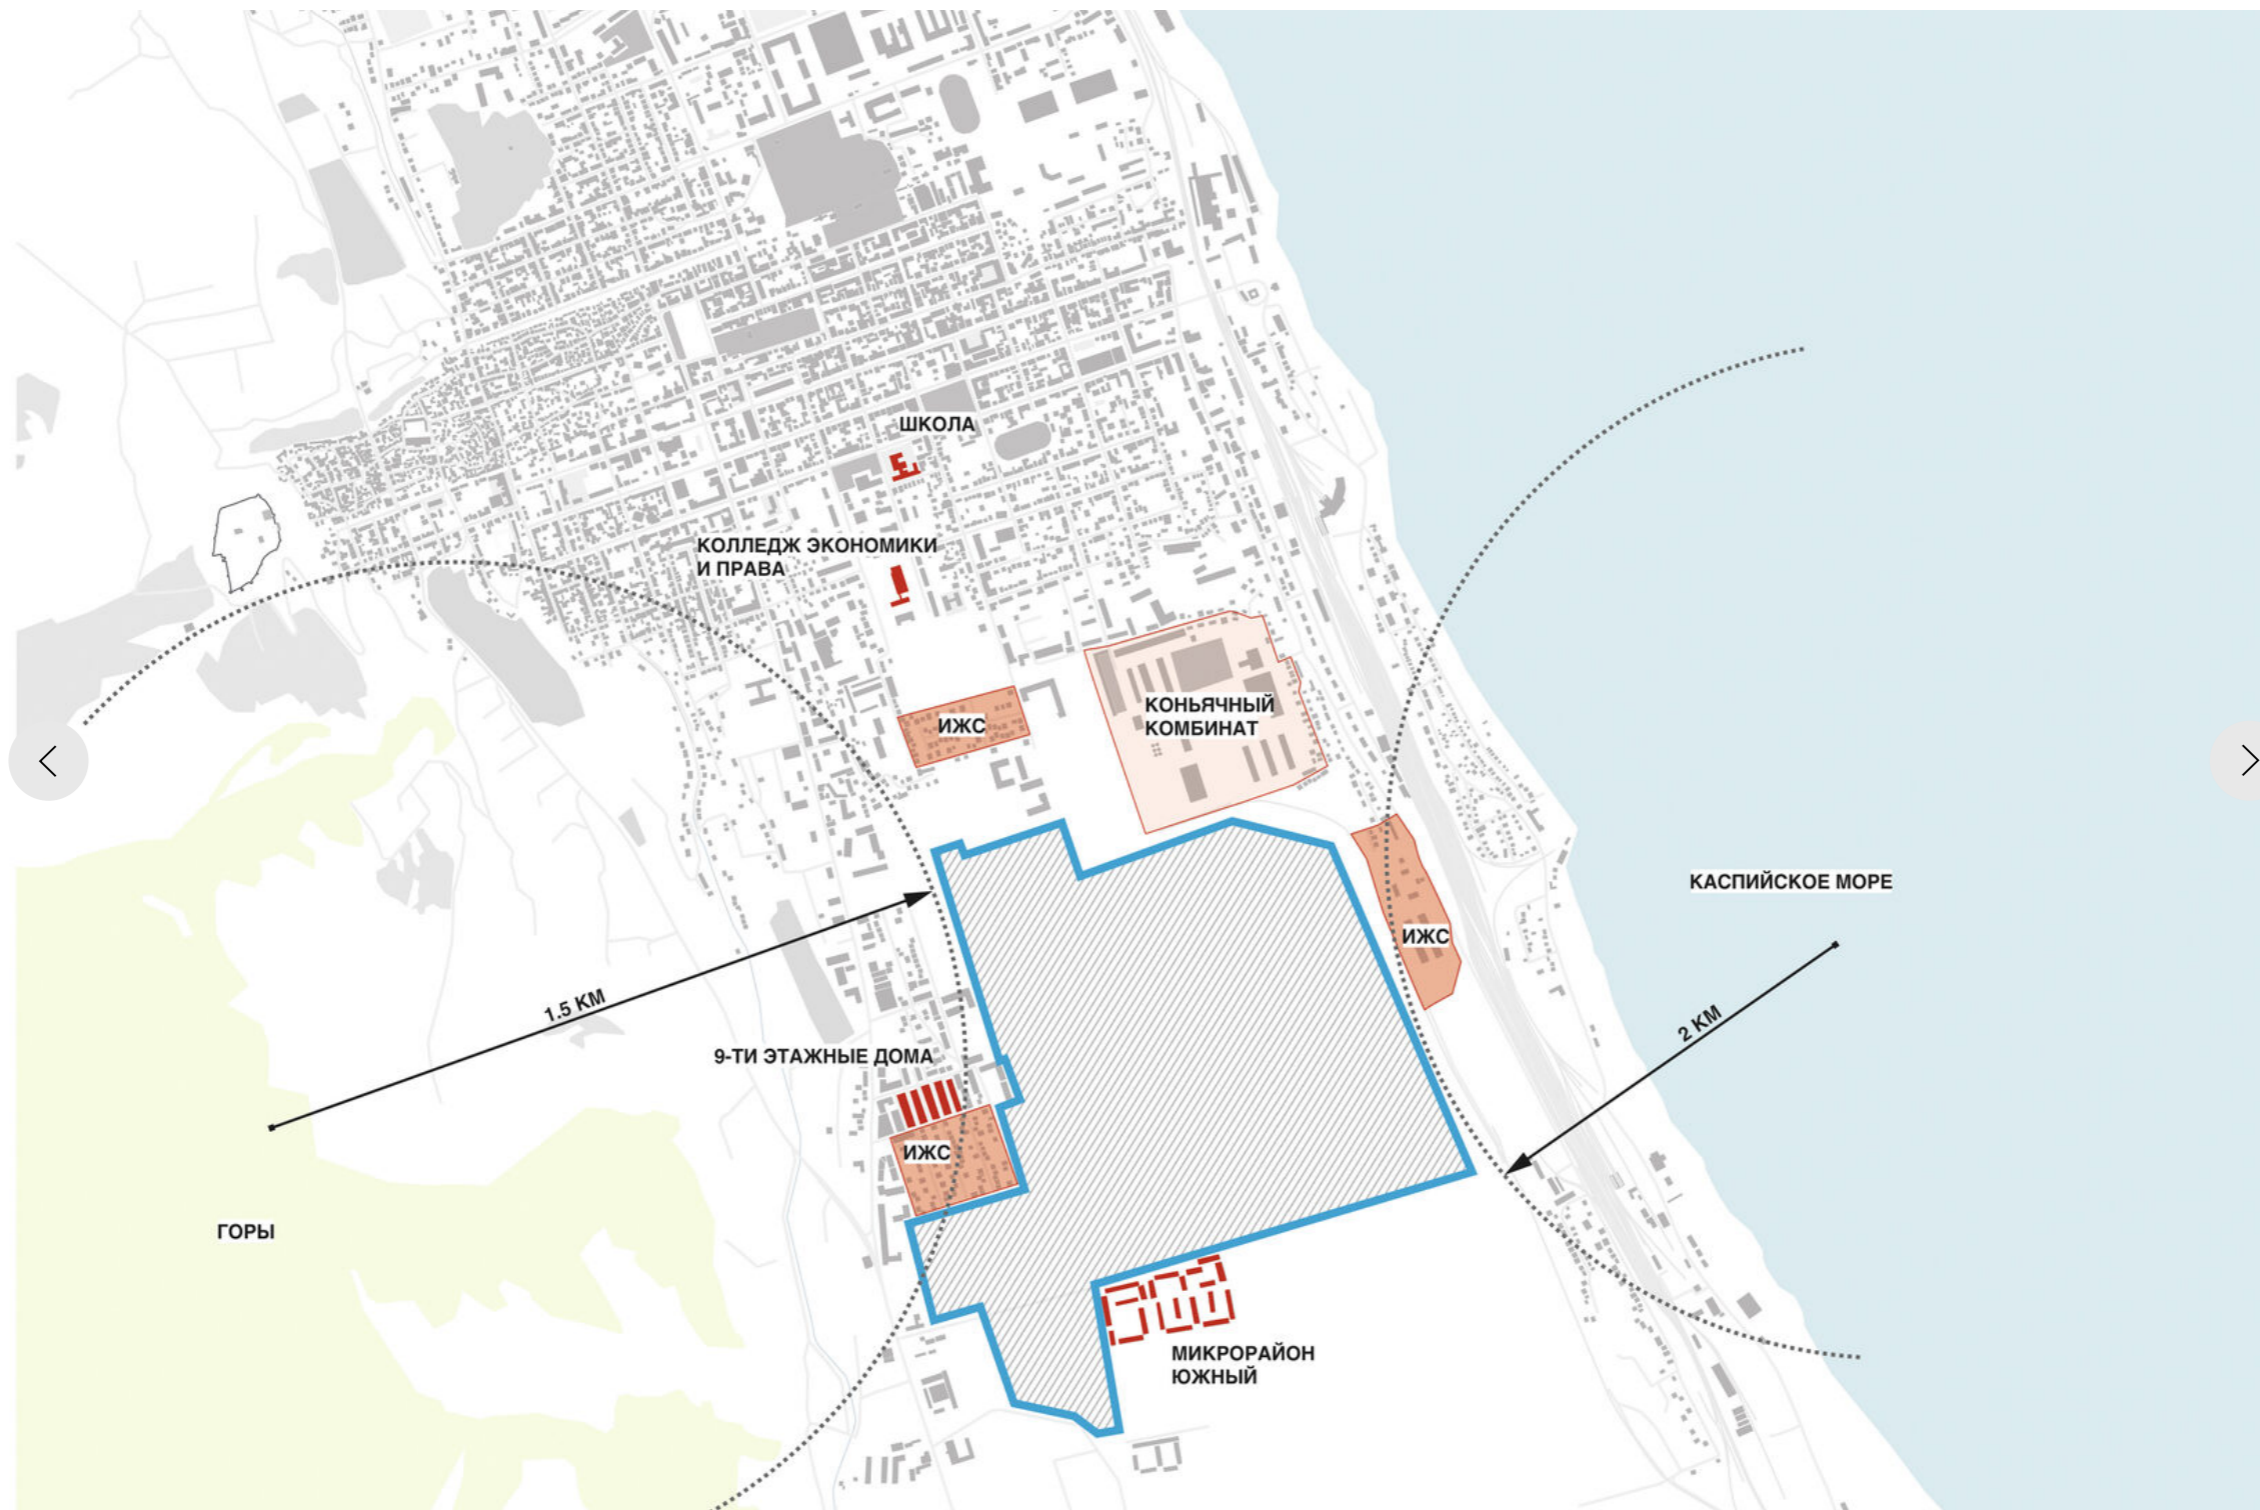 ШКОЛА
КОЛЛЕДЖ ЭКОНОМИКИ
И ПРАВА
КОНЬЯЧНЫЙ
КОМБИНАТ
ИЖС
КАСПИЙСКОЕ МОРЕ
ИЖС
1.5 КМ
2 КМ
9-ТИ ЭТАЖНЫЕ ДОМА
ИЖС
ГОРЫ
МИКРОРАЙОН
ЮЖНЫЙ